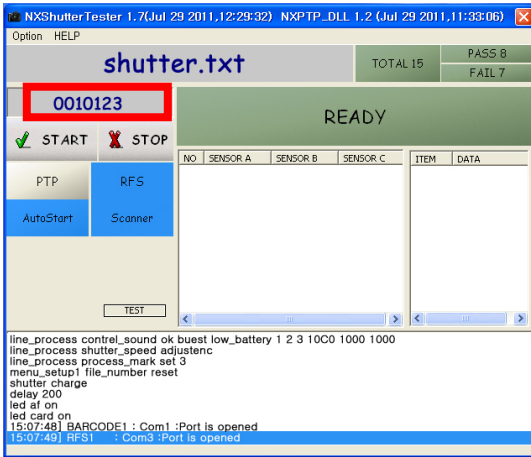 NXShutterTester 1.7(Jul 29 2011,12:29:32) NXPTP_DLL 1.2 (Jul 29 2011,11:33:06)
Option HELP
shutter.txt
TOTAL 15
PASS 8
FAIL 7
0010123
READY
START
STOP
PTP
RFS
AutoStart
Scanner
TEST
NO SENSOR A SENSOR B SENSOR C
ITEM DATA
line_process contrel_sound ok buest low_battery 1 2 3 10C0 1000 1000
line_process shutter_speed adjustenc
line_process process_mark set 3
menu_setup1 file_number reset
shutter charge
delay 200
led af on
led card on
15:07:48] BARCODE1 : Com1 :Port is opened
15:07:49] RFS1 : Com3 :Port is opened